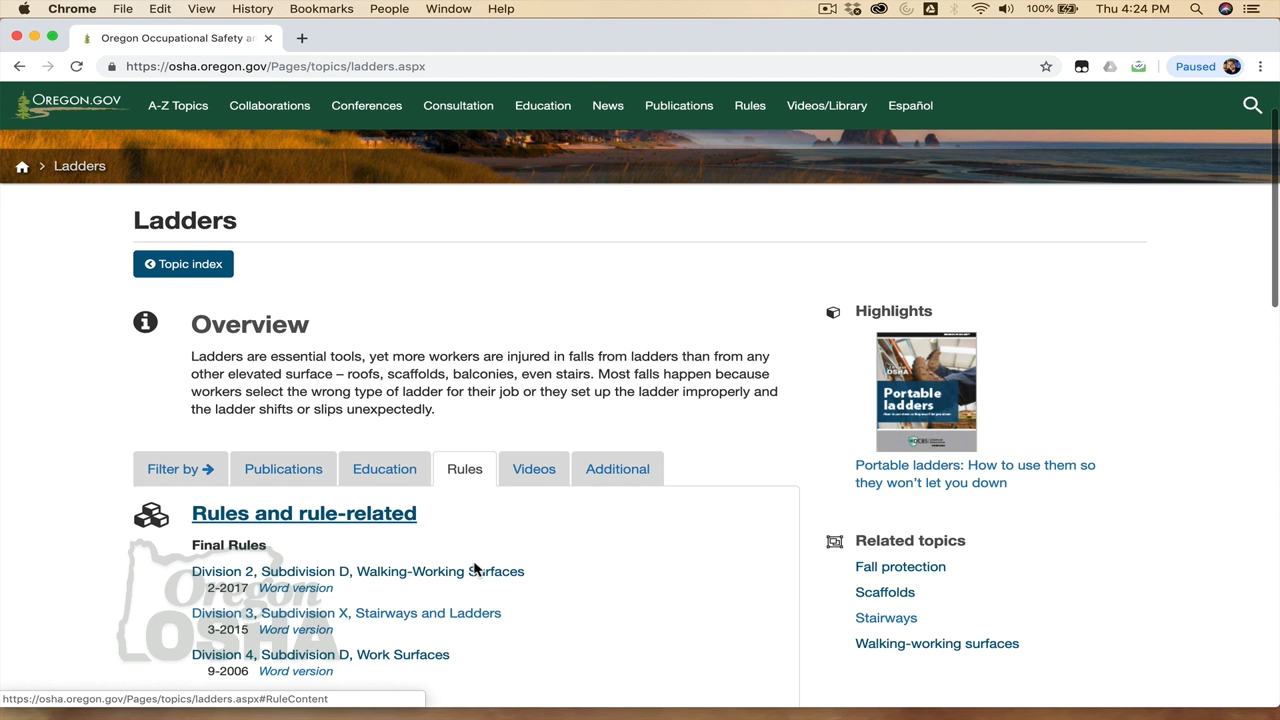 Chrome File Edit View History Bookmarks People Window Help 100% Thu 4:24 PM
Oregon Occupational Safety an
https://osha.oregon.gov/Pages/topics/ladders.aspx Paused
OREGON.GOV A-Z Topics Collaborations Conferences Consultation Education News Publications Rules Videos/Library Español
Ladders
Ladders
Topic index
Overview
Ladders are essential tools, yet more workers are injured in falls from ladders than from any
other elevated surface – roofs, scaffolds, balconies, even stairs. Most falls happen because
workers select the wrong type of ladder for their job or they set up the ladder improperly and
the ladder shifts or slips unexpectedly.
Filter by Publications Education Rules Videos Additional
Rules and rule-related
Final Rules
Division 2, Subdivision D, Walking-Working Surfaces
2-2017 Word version
Division 3, Subdivision X, Stairways and Ladders
3-2015 Word version
Division 4, Subdivision D, Work Surfaces
9-2006 Word version
Oregon
OSHA
Highlights
OSHA
Portable
ladders
Portable ladders: How to use them so
they won't let you down
Related topics
Fall protection
Scaffolds
Stairways
Walking-working surfaces
https://osha.oregon.gov/Pages/topics/ladders.aspx#RuleContent